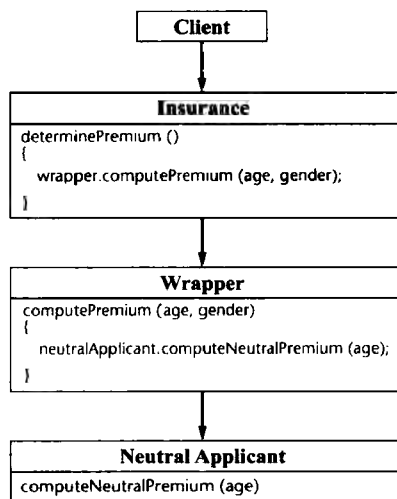 Client
Insurance
determinePremium ()
{
wrapper.computePremium (age, gender);
}
Wrapper
computePremium (age, gender)
{
neutralApplicant.computeNeutralPremium (age);
}
Neutral Applicant
computeNeutralPremium (age)